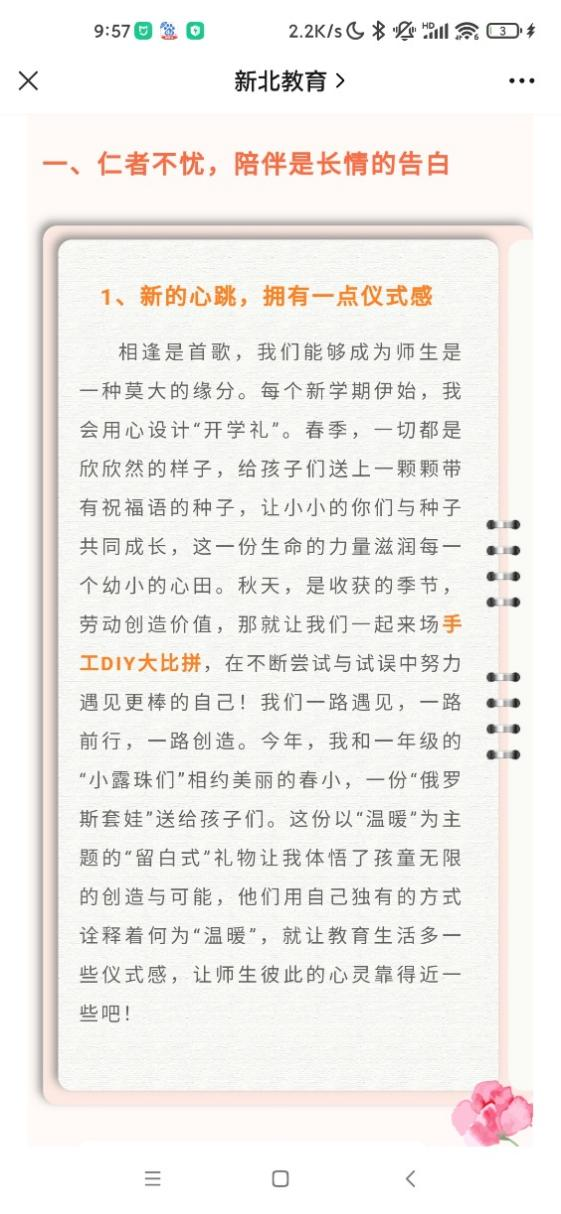 9:57
2.2K/s
HD
3
新北教育
一、仁者不忧，陪伴是长情的告白
1、新的心跳，拥有一点仪式感
相逢是首歌，我们能够成为师生是
一种莫大的缘分。每个新学期伊始，我
会用心设计“开学礼”。春季，一切都是
欣欣然的样子，给孩子们送上一颗颗带
有祝福语的种子，让小小的你们与种子
共同成长，这一份生命的力量滋润每一
个幼小的心田。秋天，是收获的季节，
劳动创造价值，那就让我们一起来场手
工DIY大比拼，在不断尝试与试误中努力
遇见更棒的自己！我们一路遇见，一路
前行，一路创造。今年，我和一年级的
“小露珠们”相约美丽的春小，一份“俄罗
斯套娃”送给孩子们。这份以“温暖”为主
题的“留白式”礼物让我体悟了孩童无限
的创造与可能，他们用自己独有的方式
诠释着何为“温暖”，就让教育生活多一
些仪式感，让师生彼此的心灵靠得近一
些吧！